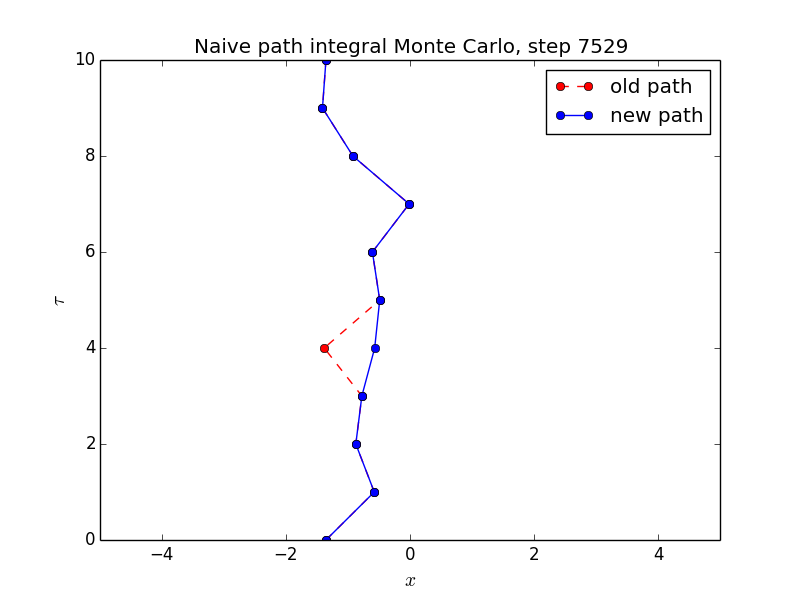 Naive path integral Monte Carlo, step 7529
old path
new path
10
8
6
4
2
0
τ
−4 −2 0 2 4
x